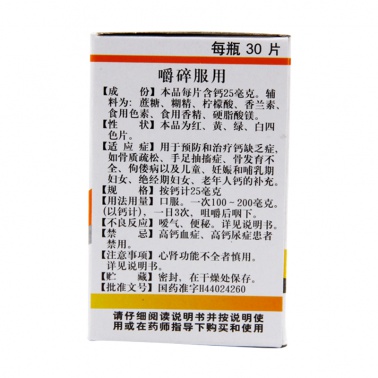 每瓶 30 片
嚼碎服用
【成　份】本品每片含钙25毫克。辅
料为：蔗糖、糊精、柠檬酸、香兰素、
食用色素、食用香精、硬脂酸镁。
【性　状】本品为红、黄、绿、白四
色片。
【适 应 症】用于预防和治疗钙缺乏症,
如骨质疏松、手足抽搐症、骨发育不
全、佝偻病以及儿童、妊娠和哺乳期
妇女、绝经期妇女、老年人钙的补充。
【规　格】按钙计25毫克
【用法用量】口服。一次100-200毫克。
(以钙计),一日3次，咀嚼后咽下。
【不良反应】嗳气、便秘。详见说明书。
【禁　忌】高钙血症、高钙尿症患者
禁用。
【注意事项】心肾功能不全者慎用。
详见说明书。
【贮　藏】密封、在干燥处保存。
【批准文号】国药准字H44024260
请仔细阅读说明书并按说明使
用或在药师指导下购买和使用